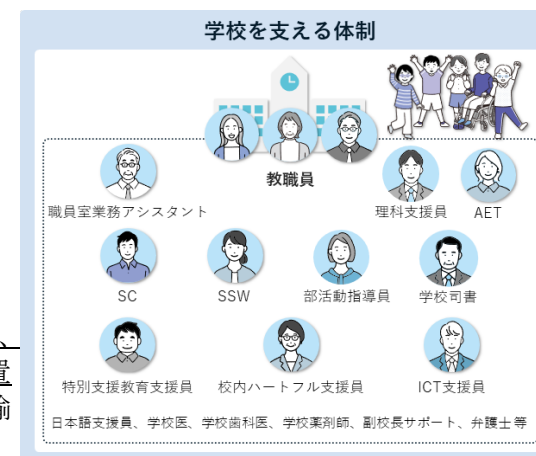 学校を支える体制
教職員
職員室業務アシスタント
理科支援員
AET
SC
SSW
部活動指導員
学校司書
特別支援教育支援員
校内ハートフル支援員
ICT支援員
日本語支援員、学校医、学校歯科医、学校薬剤師、副校長サポート、弁護士等